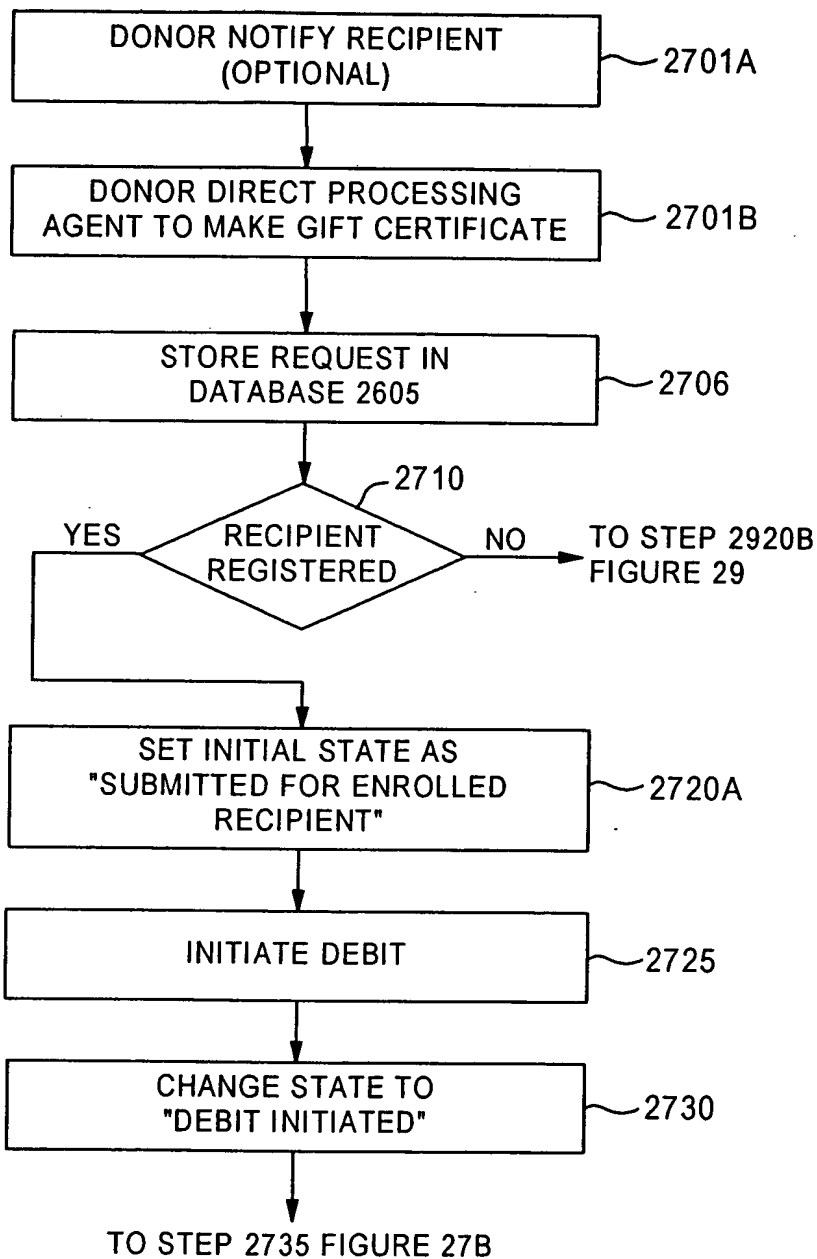 DONOR NOTIFY RECIPIENT
(OPTIONAL)
2701A
DONOR DIRECT PROCESSING
AGENT TO MAKE GIFT CERTIFICATE
2701B
STORE REQUEST IN
DATABASE 2605
2706
2710
YES
RECIPIENT
REGISTERED
NO
TO STEP 2920B
FIGURE 29
SET INITIAL STATE AS
"SUBMITTED FOR ENROLLED
RECIPIENT"
2720A
INITIATE DEBIT
2725
CHANGE STATE TO
"DEBIT INITIATED"
2730
TO STEP 2735 FIGURE 27B